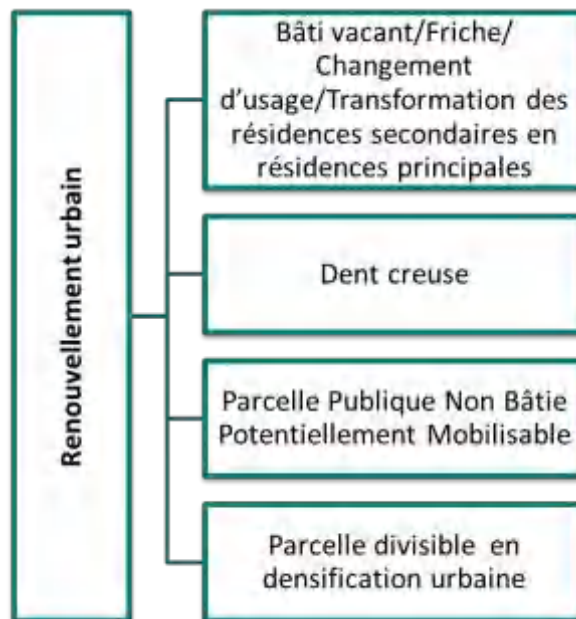 Renouvellement urbain
Bâti vacant/Friche/
Changement
d'usage/Transformation des
résidences secondaires en
résidences principales
Dent creuse
Parcelle Publique Non Bâtie
Potentiellement Mobilisable
Parcelle divisible en
densification urbaine